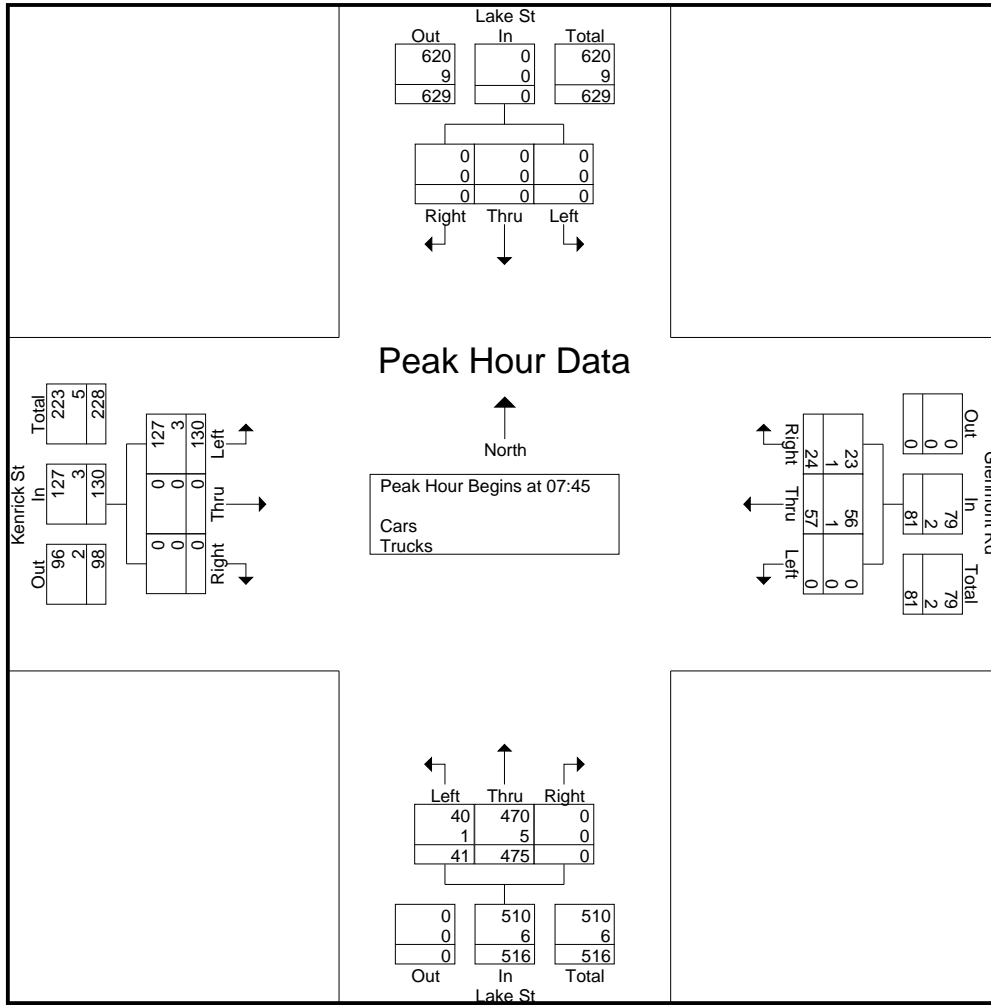 Lake St
Out In Total
620 0 620
9 0 9
629 0 629
0 0 0
0 0 0
0 0 0
Right Thru Left
Peak Hour Data
North
Peak Hour Begins at 07:45
Cars
Trucks
Kenrick St
Total In Out
223 127 96
5 3 2
228 130 98
127 0 0
3 0 0
130 0 0
Left Thru Right
Right Thru Left
24 57 0
1 1 0
23 56 0
Out In Total
0 81 81
0 2 2
0 79 79
Left Thru Right
40 470 0
1 5 0
41 475 0
0 510 510
0 6 6
0 516 516
Out In Total
Lake St